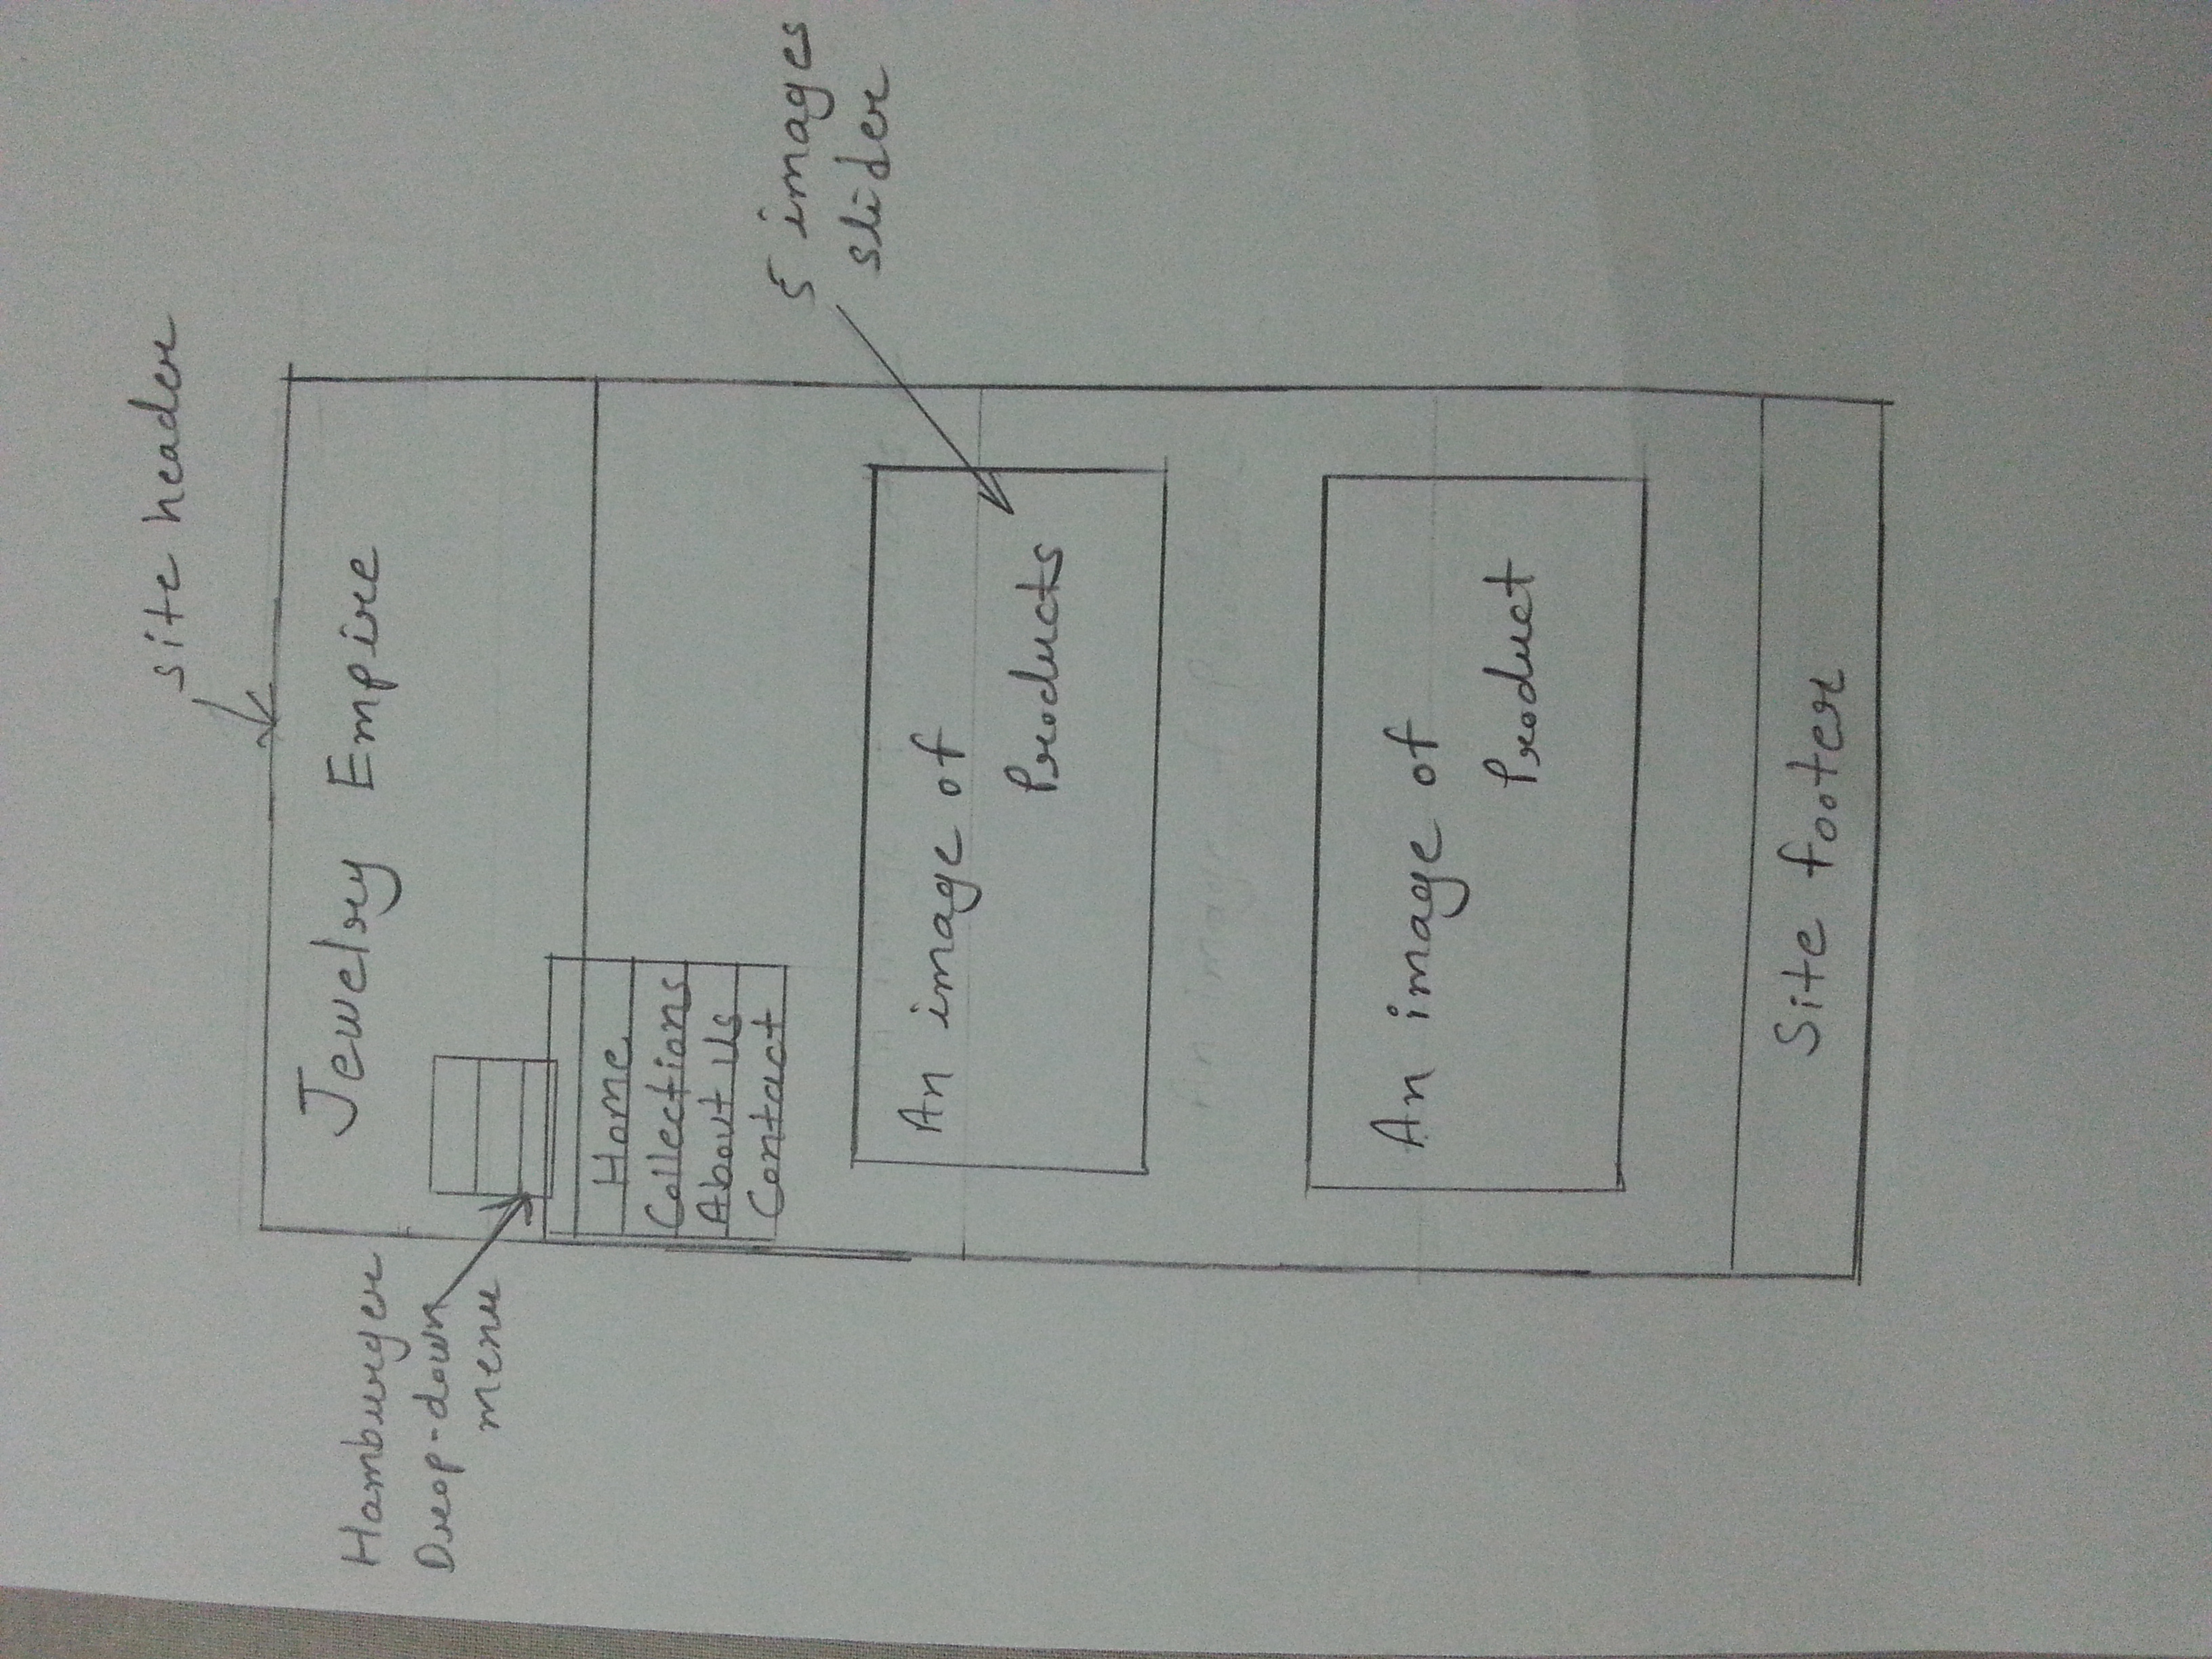 site header
Jewelry Empire
Hamburger
Drop-down
menu
Home
Collections
About Us
Contact
5 images
slider
An image of
Products
An image of
Product
Site footer